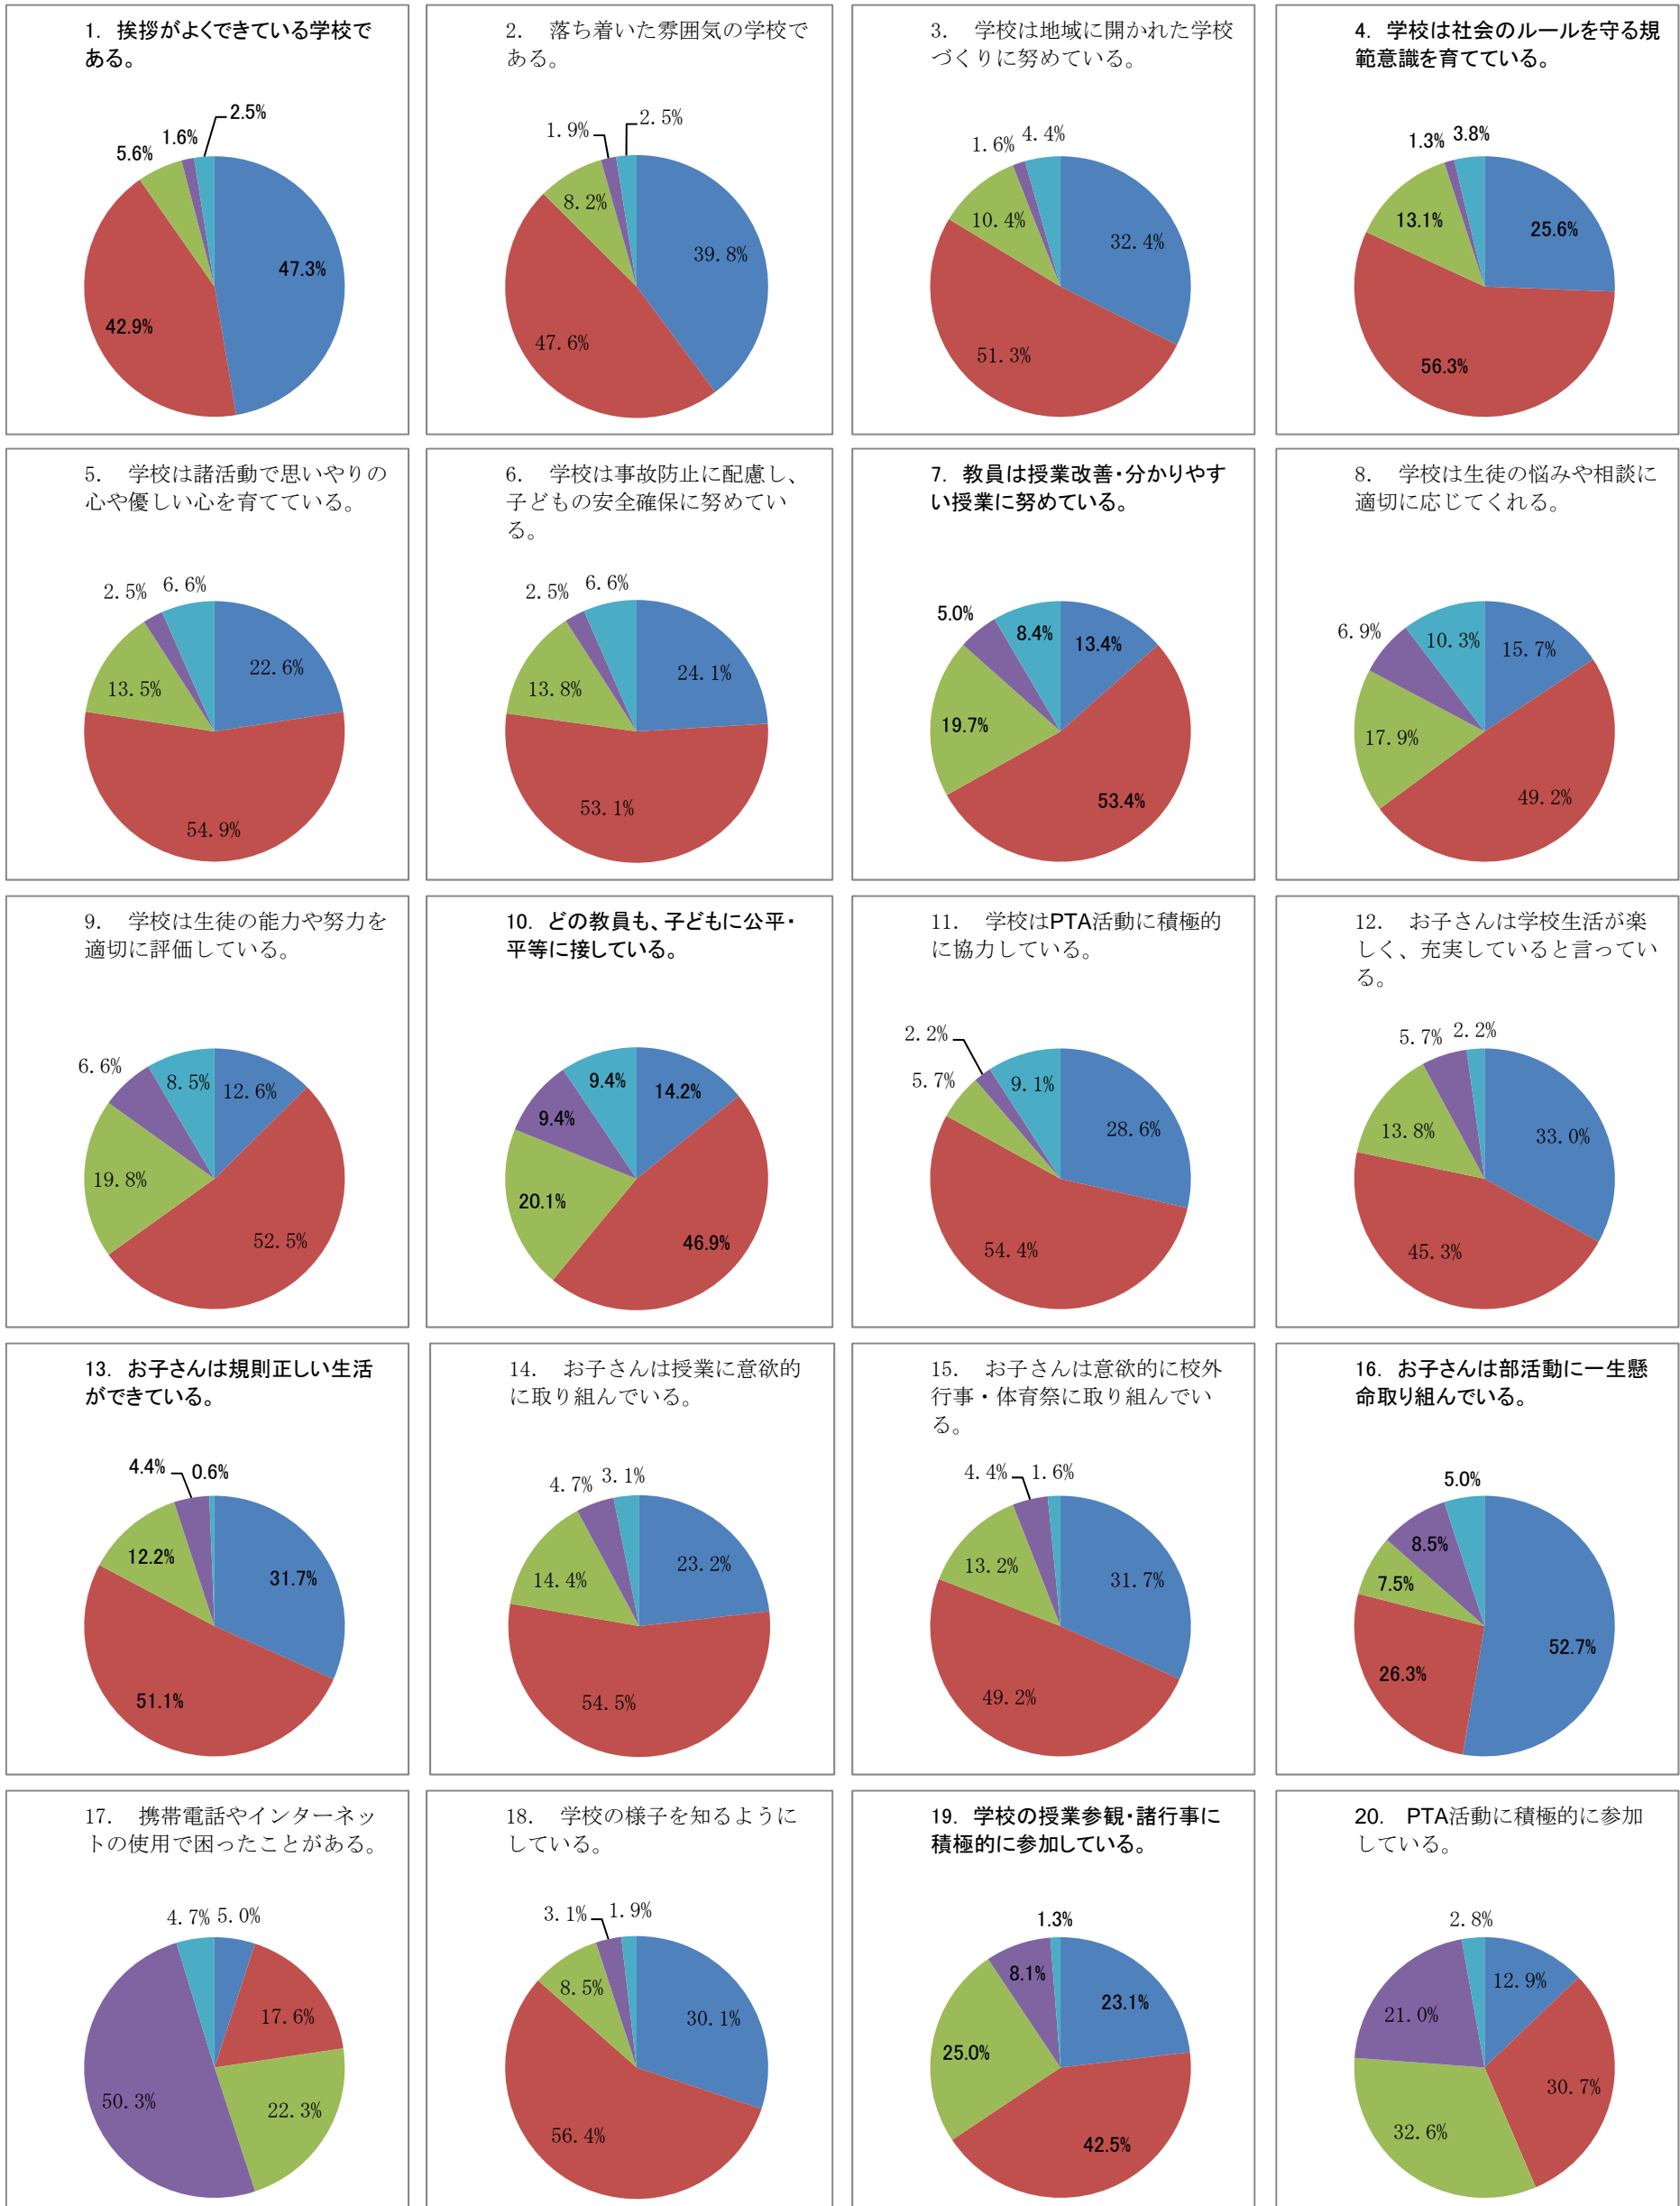 1. 挨拶がよくできている学校で
ある。
2.5%
1.6%
5.6%
47.3%
42.9%
2. 落ち着いた雰囲気の学校で
ある。
1.9%
2.5%
8.2%
39.8%
47.6%
3. 学校は地域に開かれた学校
づくりに努めている。
1.6%
4.4%
10.4%
32.4%
51.3%
4. 学校は社会のルールを守る規
範意識を育てている。
1.3%
3.8%
13.1%
25.6%
56.3%
5. 学校は諸活動で思いやりの
心や優しい心を育てている。
2.5%
6.6%
13.5%
22.6%
54.9%
6. 学校は事故防止に配慮し、
子どもの安全確保に努めてい
る。
2.5%
6.6%
13.8%
24.1%
53.1%
7. 教員は授業改善・分かりやす
い授業に努めている。
5.0%
8.4%
13.4%
19.7%
53.4%
8. 学校は生徒の悩みや相談に
適切に応じてくれる。
6.9%
10.3%
15.7%
17.9%
49.2%
9. 学校は生徒の能力や努力を
適切に評価している。
6.6%
8.5%
12.6%
19.8%
52.5%
10. どの教員も、子どもに公平・
平等に接している。
9.4%
9.4%
14.2%
20.1%
46.9%
11. 学校はPTA活動に積極的
に協力している。
2.2%
5.7%
9.1%
28.6%
54.4%
12. お子さんは学校生活が楽
しく、充実していると言ってい
る。
5.7%
2.2%
13.8%
33.0%
45.3%
13. お子さんは規則正しい生活
ができている。
4.4%
0.6%
12.2%
31.7%
51.1%
14. お子さんは授業に意欲的
に取り組んでいる。
4.7%
3.1%
14.4%
23.2%
54.5%
15. お子さんは意欲的に校外
行事・体育祭に取り組んでい
る。
4.4%
1.6%
13.2%
31.7%
49.2%
16. お子さんは部活動に一生懸
命取り組んでいる。
5.0%
8.5%
7.5%
52.7%
26.3%
17. 携帯電話やインターネッ
トの使用で困ったことがある。
4.7%
5.0%
17.6%
50.3%
22.3%
18. 学校の様子を知るように
している。
3.1%
1.9%
8.5%
30.1%
56.4%
19. 学校の授業参観・諸行事に
積極的に参加している。
1.3%
8.1%
23.1%
25.0%
42.5%
20. PTA活動に積極的に参加
している。
2.8%
12.9%
21.0%
30.7%
32.6%